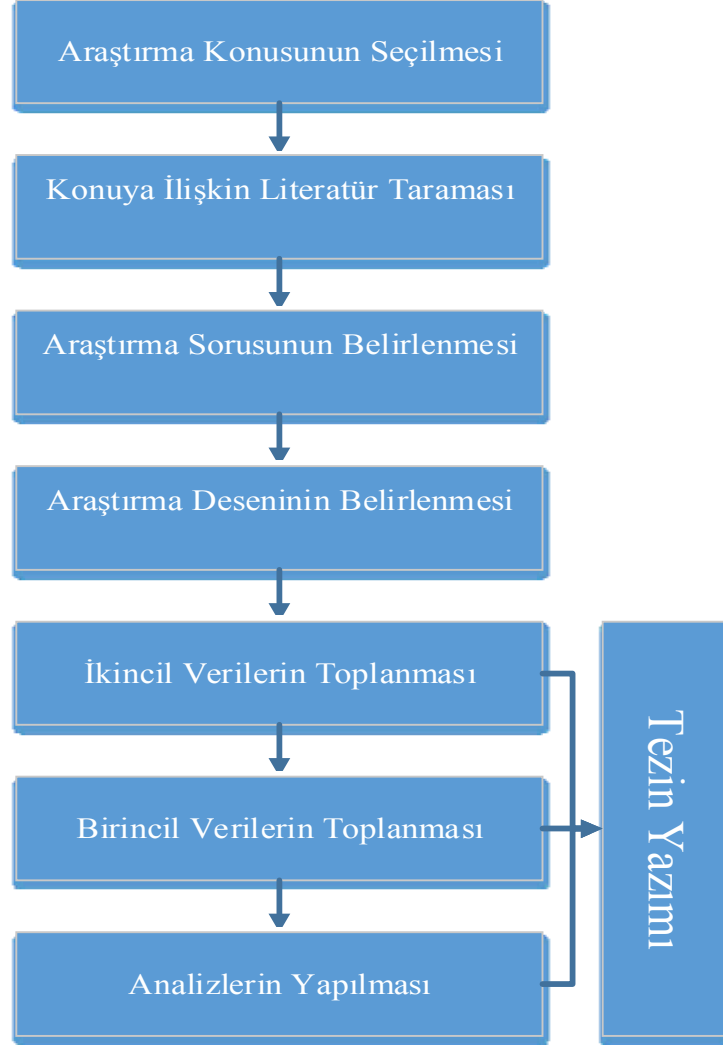 Araştırma Konusunun Seçilmesi
Konuya İlişkin Literatür Taraması
Araştırma Sorusunun Belirlenmesi
Araştırma Deseninin Belirlenmesi
İkincil Verilerin Toplanması
Birincil Verilerin Toplanması
Analizlerin Yapılması
Tezin Yazımı